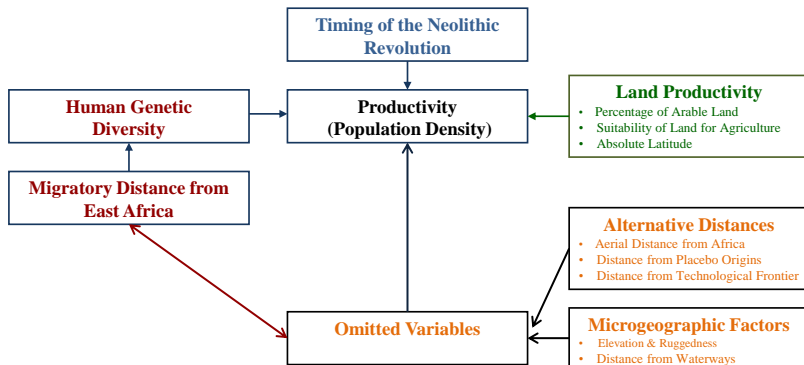 Timing of the Neolithic
Revolution
Human Genetic
Diversity
Productivity
(Population Density)
Land Productivity
• Percentage of Arable Land
• Suitability of Land for Agriculture
• Absolute Latitude
Migratory Distance from
East Africa
Alternative Distances
• Aerial Distance from Africa
• Distance from Placebo Origins
• Distance from Technological Frontier
Omitted Variables
Microgeographic Factors
• Elevation & Ruggedness
• Distance from Waterways